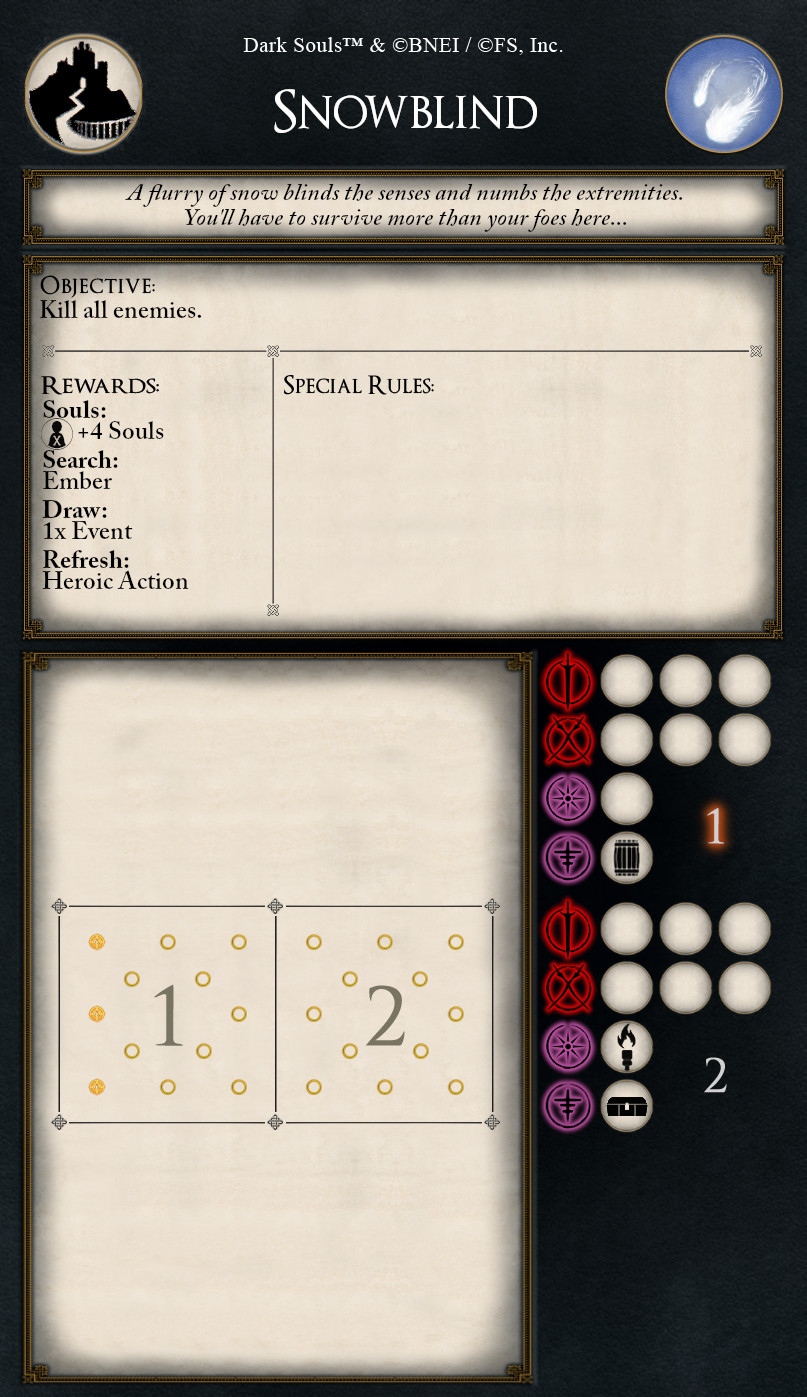 Dark Souls™ & ©BNEI / ©FS, Inc.
Snowblind
A flurry of snow blinds the senses and numbs the extremities.
You'll have to survive more than your foes here...
Objective:
Kill all enemies.
Rewards:
Souls:
X +4 Souls
Search:
Ember
Draw:
1x Event
Refresh:
Heroic Action
Special Rules:
1
2
1
2